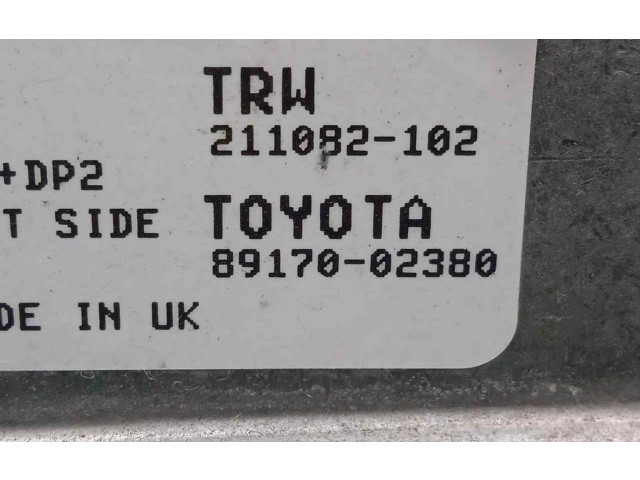 TRW
211082-102
+DP2
T SIDE TOYOTA
89170-02380
DE IN UK